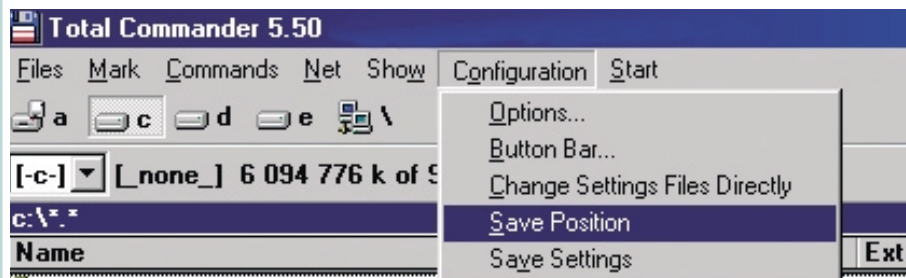 Total Commander 5.50
Files Mark Commands Net Show Configuration Start
a c d e \
Options...
Button Bar...
[-c-] [_none_] 6 094 776 k of
Change Settings Files Directly
c:\*.*
Save Position
Name Ext
Save Settings